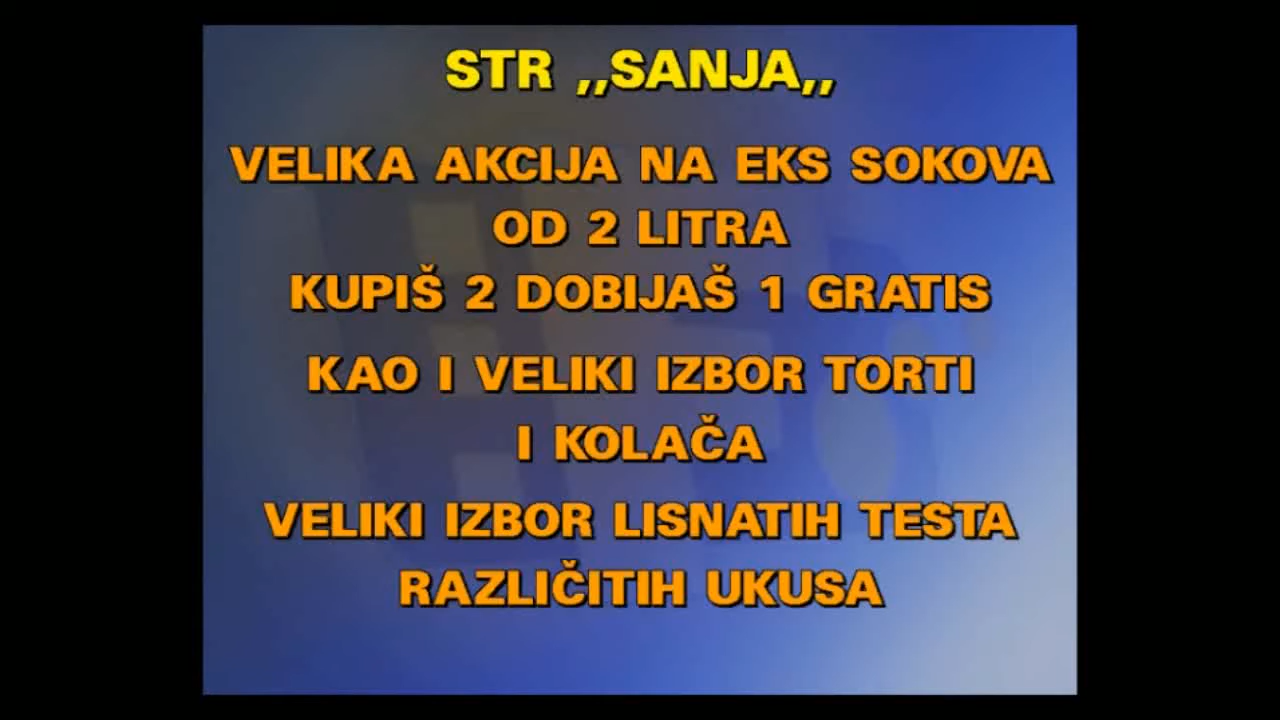 STR ,,SANJA,,
VELIKA AKCIJA NA EKS SOKOVA
OD 2 LITRA
KUPIŠ 2 DOBIJAŠ 1 GRATIS
KAO I VELIKI IZBOR TORTI
I KOLAČA
VELIKI IZBOR LISNATIH TESTA
RAZLIČITIH UKUSA